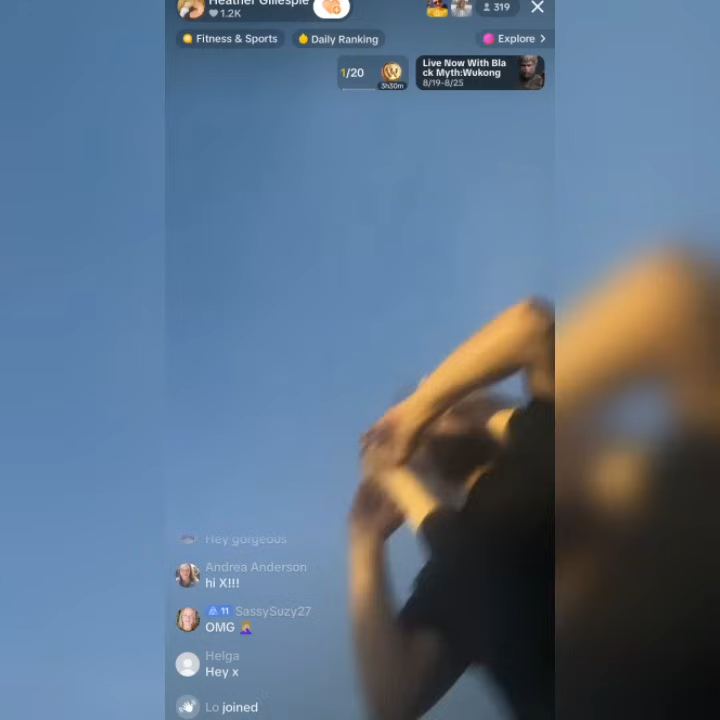 Heather Gillespie
1.2K
319
Fitness & Sports
Daily Ranking
Explore >
1/20
3h30m
Live Now With Bla
ck Myth:Wukong
8/19-8/25
Hey gorgeous
Andrea Anderson
hi X!!!
11 SassySuzy27
OMG 🤦🏼‍♀️
Helga
Hey x
Lo joined